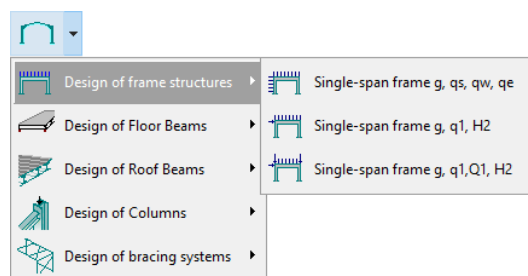 Design of frame structures
Design of Floor Beams
Design of Roof Beams
Design of Columns
Design of bracing systems
Single-span frame g, qs, qw, qe
Single-span frame g, q1, H2
Single-span frame g, q1,Q1, H2